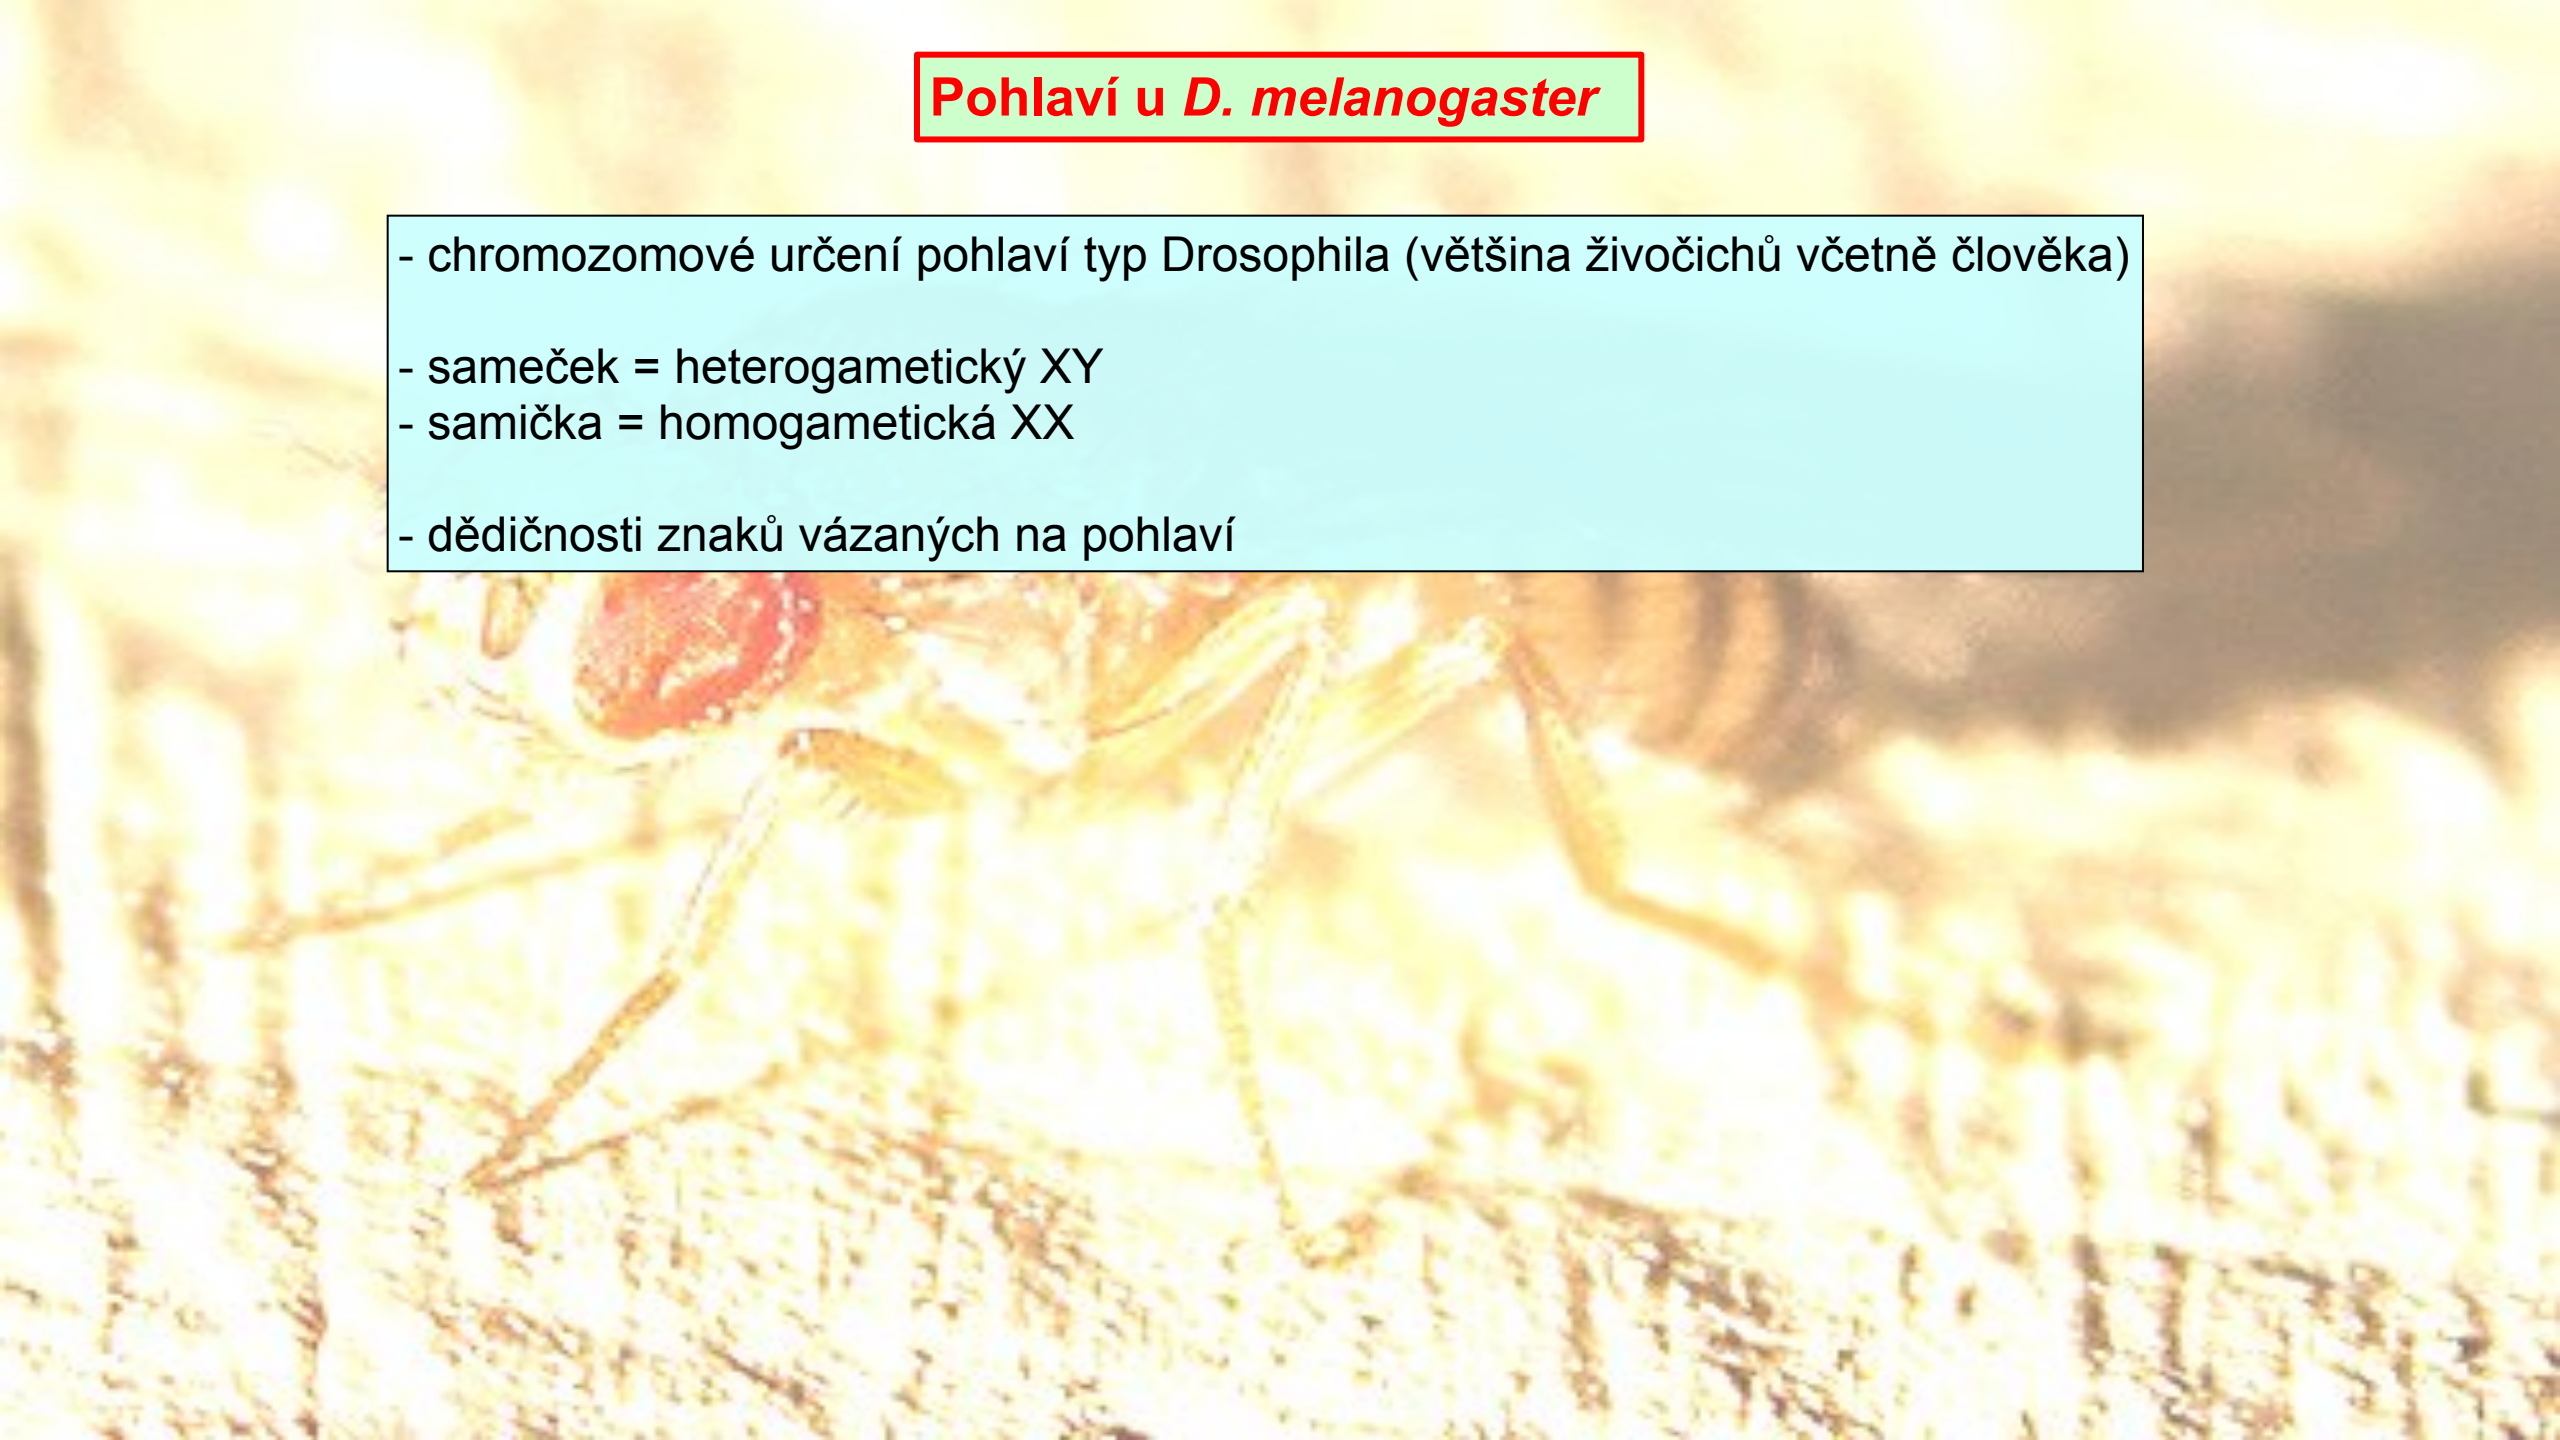 Pohlaví u D. melanogaster
- chromozomové určení pohlaví typ Drosophila (většina živočichů včetně člověka)
- sameček = heterogametický XY
- samička = homogametická XX
- dědičnosti znaků vázaných na pohlaví